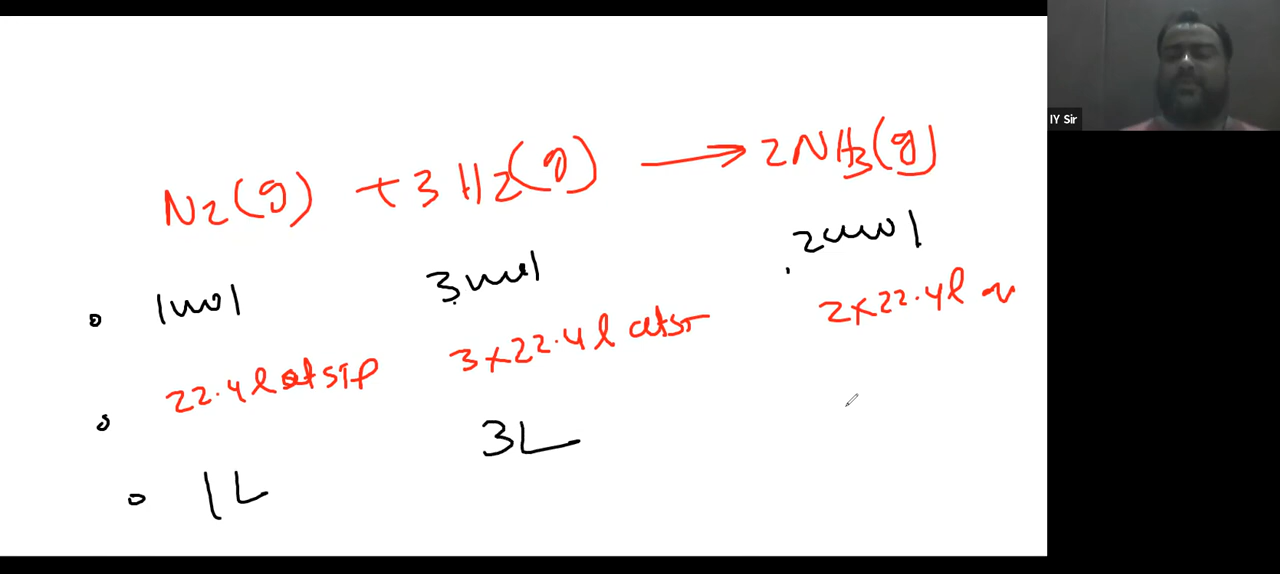 N2(g) + 3H2(g) → 2NH3(g)
1mol 3mol 2mol
22.4l at STP 3×22.4l at ST 2×22.4l
1L 3L
IY Sir